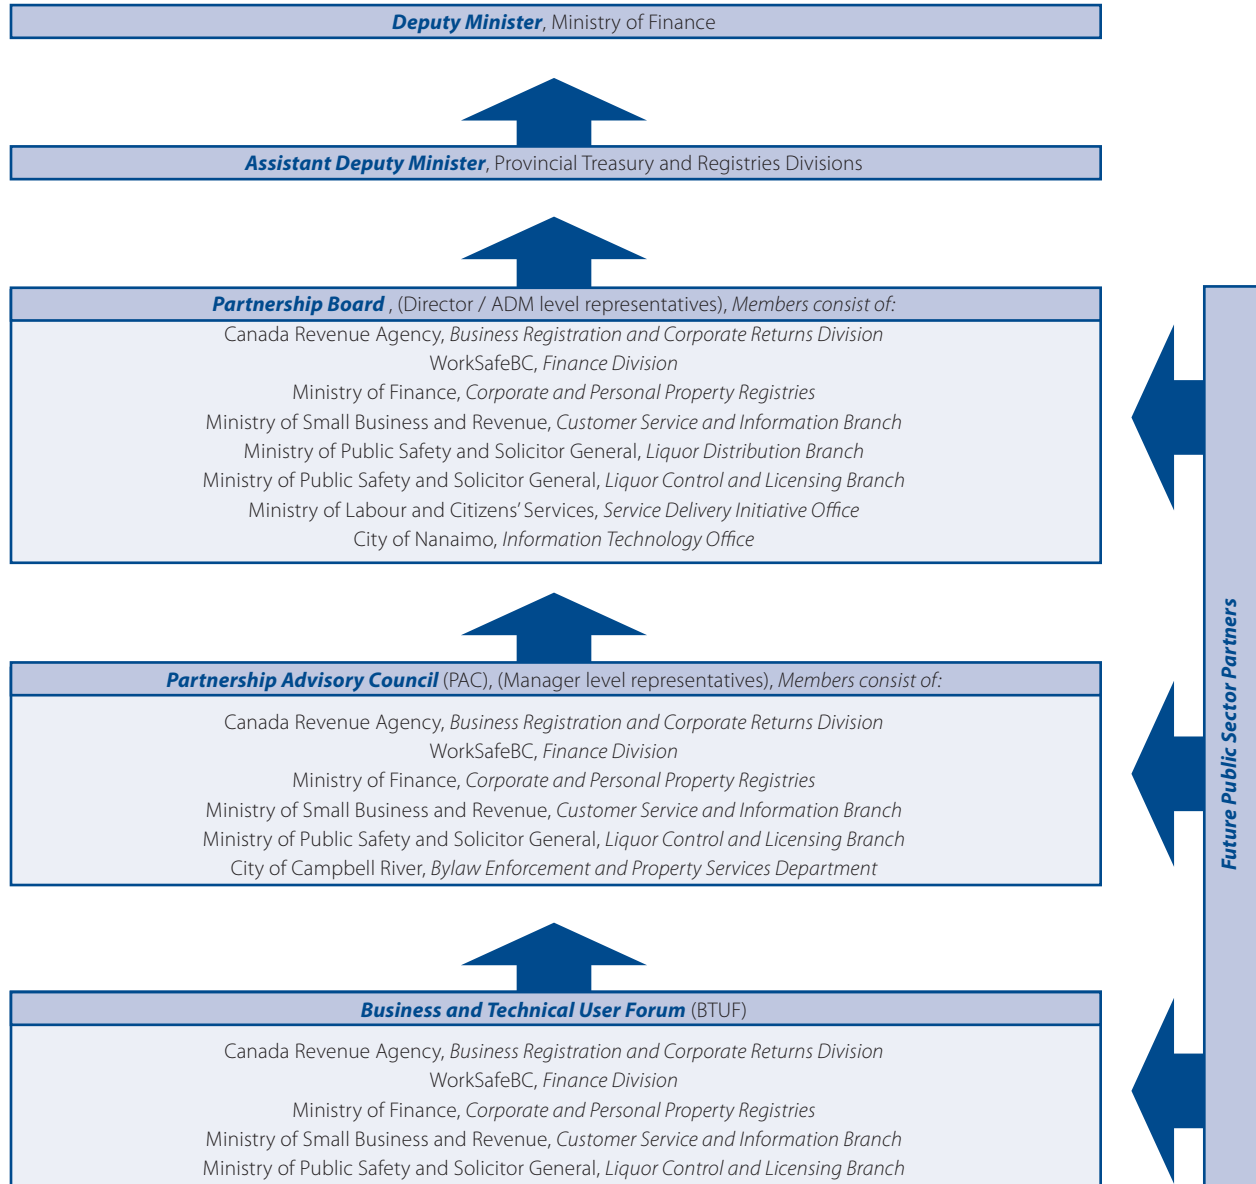 Deputy Minister, Ministry of Finance
Assistant Deputy Minister, Provincial Treasury and Registries Divisions
Partnership Board , (Director / ADM level representatives), Members consist of:
Canada Revenue Agency, Business Registration and Corporate Returns Division
WorkSafeBC, Finance Division
Ministry of Finance, Corporate and Personal Property Registries
Ministry of Small Business and Revenue, Customer Service and Information Branch
Ministry of Public Safety and Solicitor General, Liquor Distribution Branch
Ministry of Public Safety and Solicitor General, Liquor Control and Licensing Branch
Ministry of Labour and Citizens' Services, Service Delivery Initiative Office
City of Nanaimo, Information Technology Office
Partnership Advisory Council (PAC), (Manager level representatives), Members consist of:
Canada Revenue Agency, Business Registration and Corporate Returns Division
WorkSafeBC, Finance Division
Ministry of Finance, Corporate and Personal Property Registries
Ministry of Small Business and Revenue, Customer Service and Information Branch
Ministry of Public Safety and Solicitor General, Liquor Control and Licensing Branch
City of Campbell River, Bylaw Enforcement and Property Services Department
Business and Technical User Forum (BTUF)
Canada Revenue Agency, Business Registration and Corporate Returns Division
WorkSafeBC, Finance Division
Ministry of Finance, Corporate and Personal Property Registries
Ministry of Small Business and Revenue, Customer Service and Information Branch
Ministry of Public Safety and Solicitor General, Liquor Control and Licensing Branch
Future Public Sector Partners